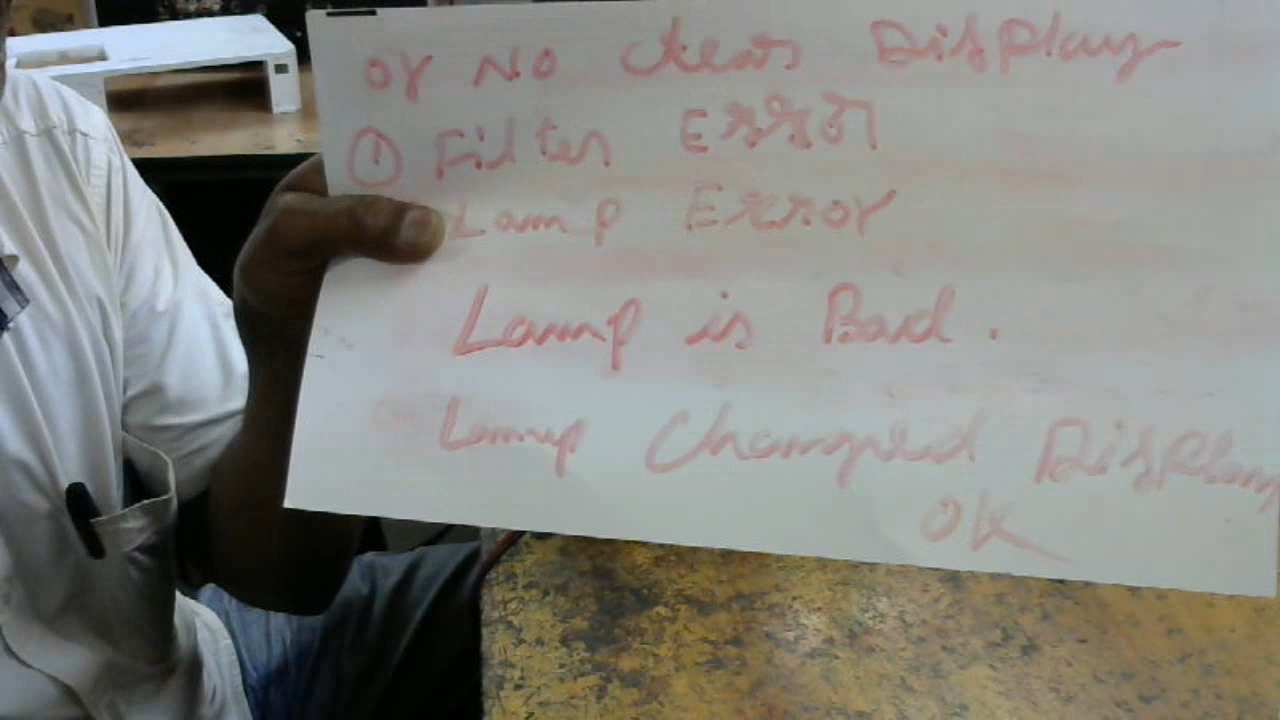 or No clear Display
① Filter Error
Lamp Error
Lamp is Bad.
Lamp Changed Display
OK